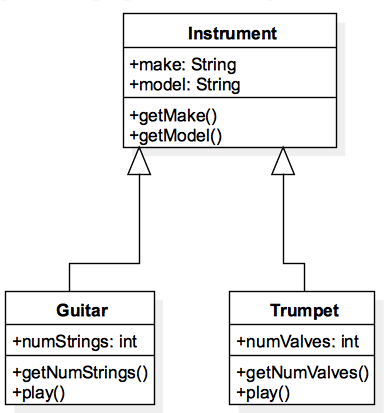 Instrument
+make: String
+model: String
+getMake()
+getModel()
Guitar
+numStrings: int
+getNumStrings()
+play()
Trumpet
+numValves: int
+getNumValves()
+play()